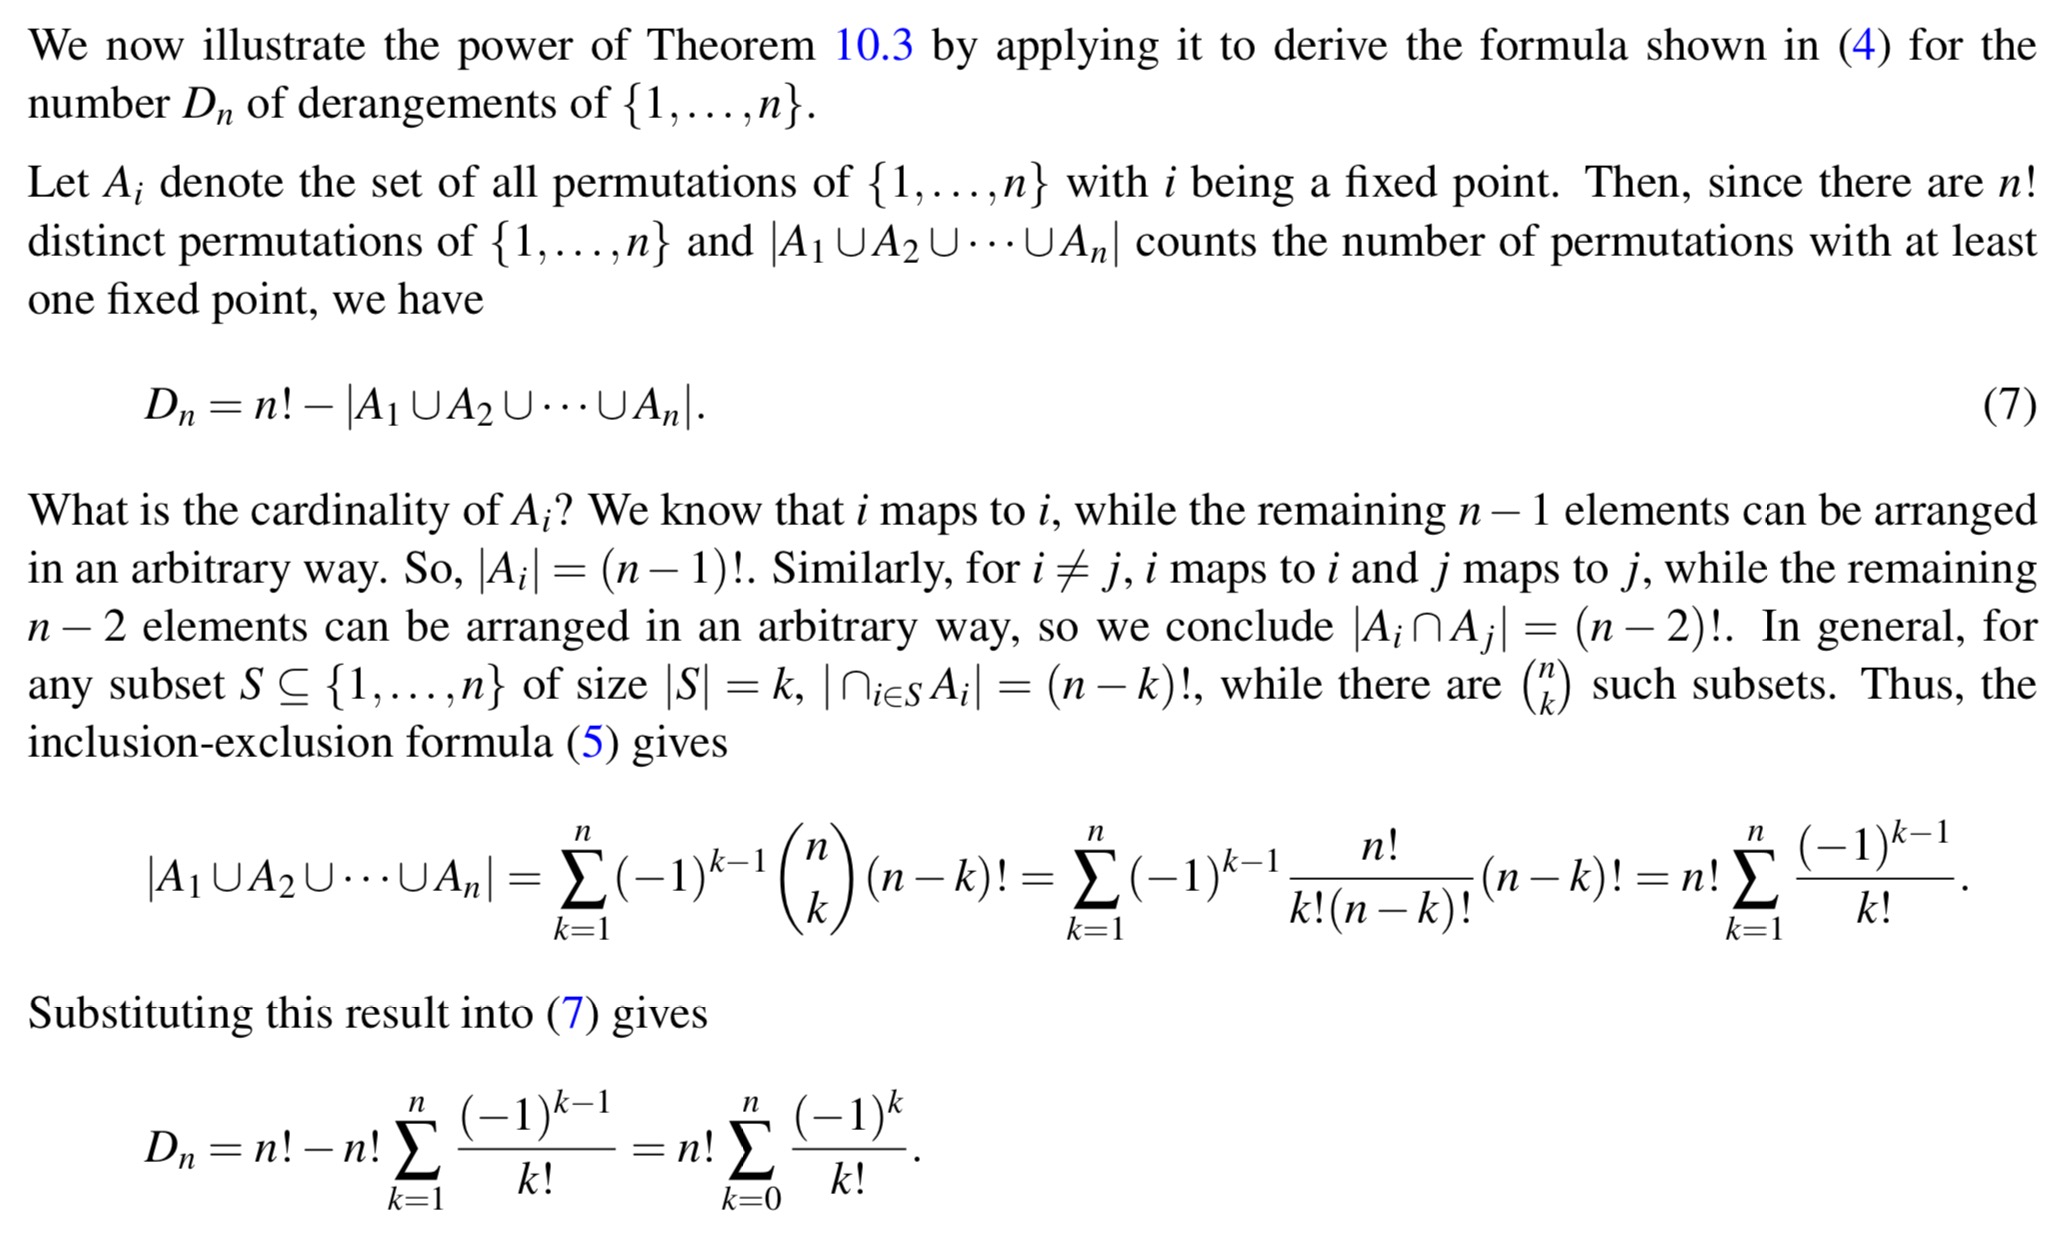 We now illustrate the power of Theorem 10.3 by applying it to derive the formula shown in (4) for the
number $D_n$ of derangements of $\{1,\ldots,n\}$.
Let $A_i$ denote the set of all permutations of $\{1,\ldots,n\}$ with $i$ being a fixed point. Then, since there are $n!$
distinct permutations of $\{1,\ldots,n\}$ and $|A_1 \cup A_2 \cup \cdots \cup A_n|$ counts the number of permutations with at least
one fixed point, we have
$D_n = n! - |A_1 \cup A_2 \cup \cdots \cup A_n|.$ (7)
What is the cardinality of $A_i$? We know that $i$ maps to $i$, while the remaining $n-1$ elements can be arranged
in an arbitrary way. So, $|A_i| = (n-1)!$. Similarly, for $i \neq j$, $i$ maps to $i$ and $j$ maps to $j$, while the remaining
$n-2$ elements can be arranged in an arbitrary way, so we conclude $|A_i \cap A_j| = (n-2)!$. In general, for
any subset $S \subseteq \{1,\ldots,n\}$ of size $|S| = k$, $|\cap_{i \in S} A_i| = (n-k)!$, while there are $\binom{n}{k}$ such subsets. Thus, the
inclusion-exclusion formula (5) gives
$|A_1 \cup A_2 \cup \cdots \cup A_n| = \sum_{k=1}^{n} (-1)^{k-1} \binom{n}{k} (n-k)! = \sum_{k=1}^{n} (-1)^{k-1} \frac{n!}{k!(n-k)!} (n-k)! = n! \sum_{k=1}^{n} \frac{(-1)^{k-1}}{k!}.$
Substituting this result into (7) gives
$D_n = n! - n! \sum_{k=1}^{n} \frac{(-1)^{k-1}}{k!} = n! \sum_{k=0}^{n} \frac{(-1)^k}{k!}.$